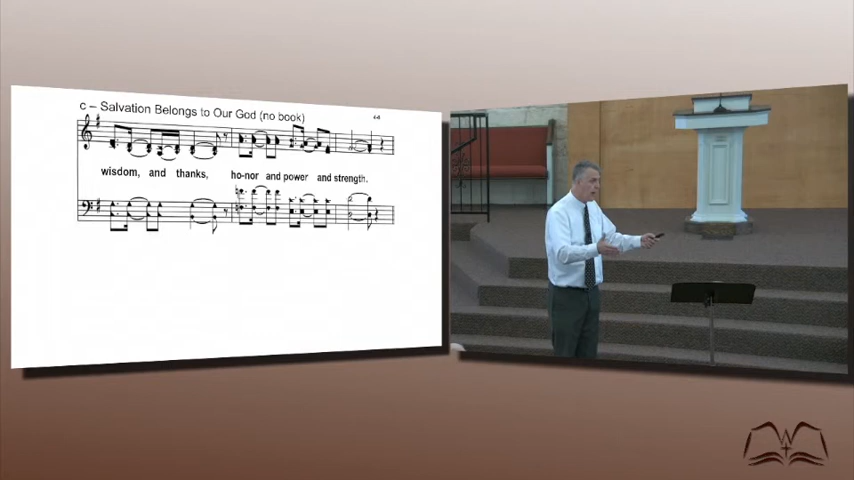 c – Salvation Belongs to Our God (no book)
wisdom, and thanks, ho-nor and power and strength.